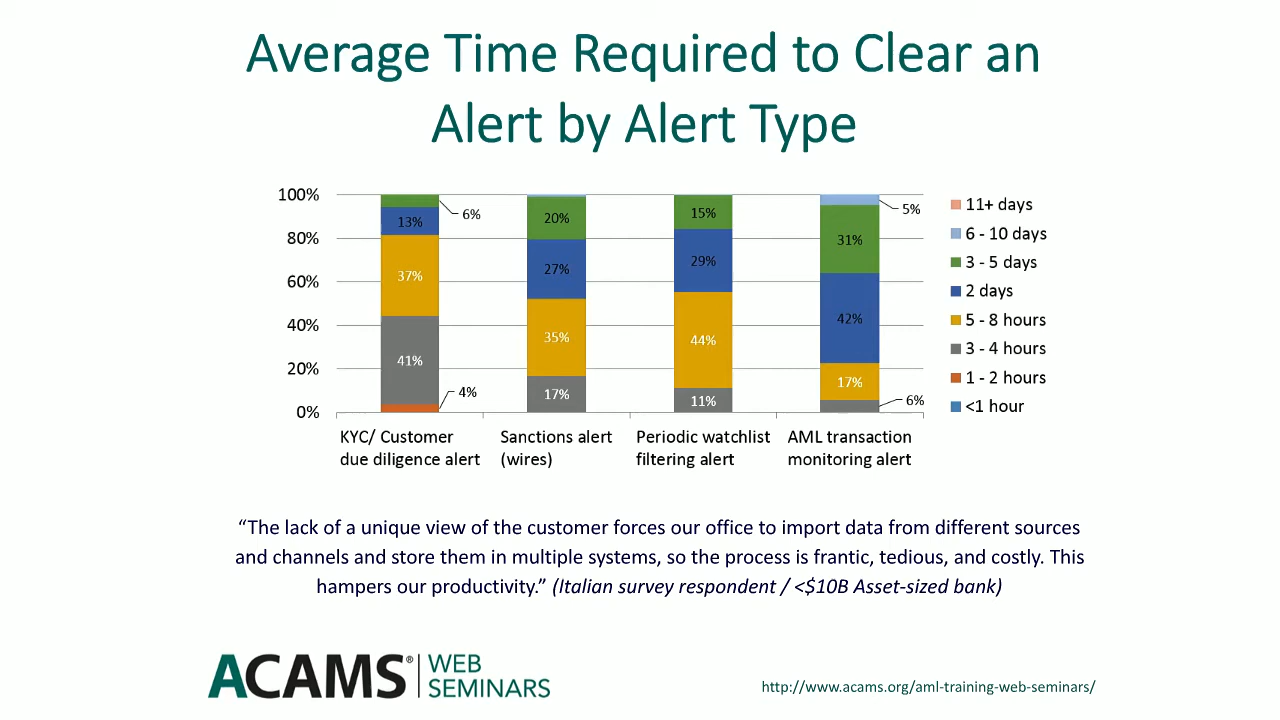 Average Time Required to Clear an
Alert by Alert Type
100%
80%
60%
40%
20%
0%
6%
13%
37%
41%
4%
20%
27%
35%
17%
15%
29%
44%
11%
5%
31%
42%
17%
6%
KYC/ Customer
due diligence alert
Sanctions alert
(wires)
Periodic watchlist
filtering alert
AML transaction
monitoring alert
11+ days
6 - 10 days
3 - 5 days
2 days
5 - 8 hours
3 - 4 hours
1 - 2 hours
<1 hour
“The lack of a unique view of the customer forces our office to import data from different sources
and channels and store them in multiple systems, so the process is frantic, tedious, and costly. This
hampers our productivity.” (Italian survey respondent / <$10B Asset-sized bank)
ACAMS® WEB
SEMINARS
http://www.acams.org/aml-training-web-seminars/